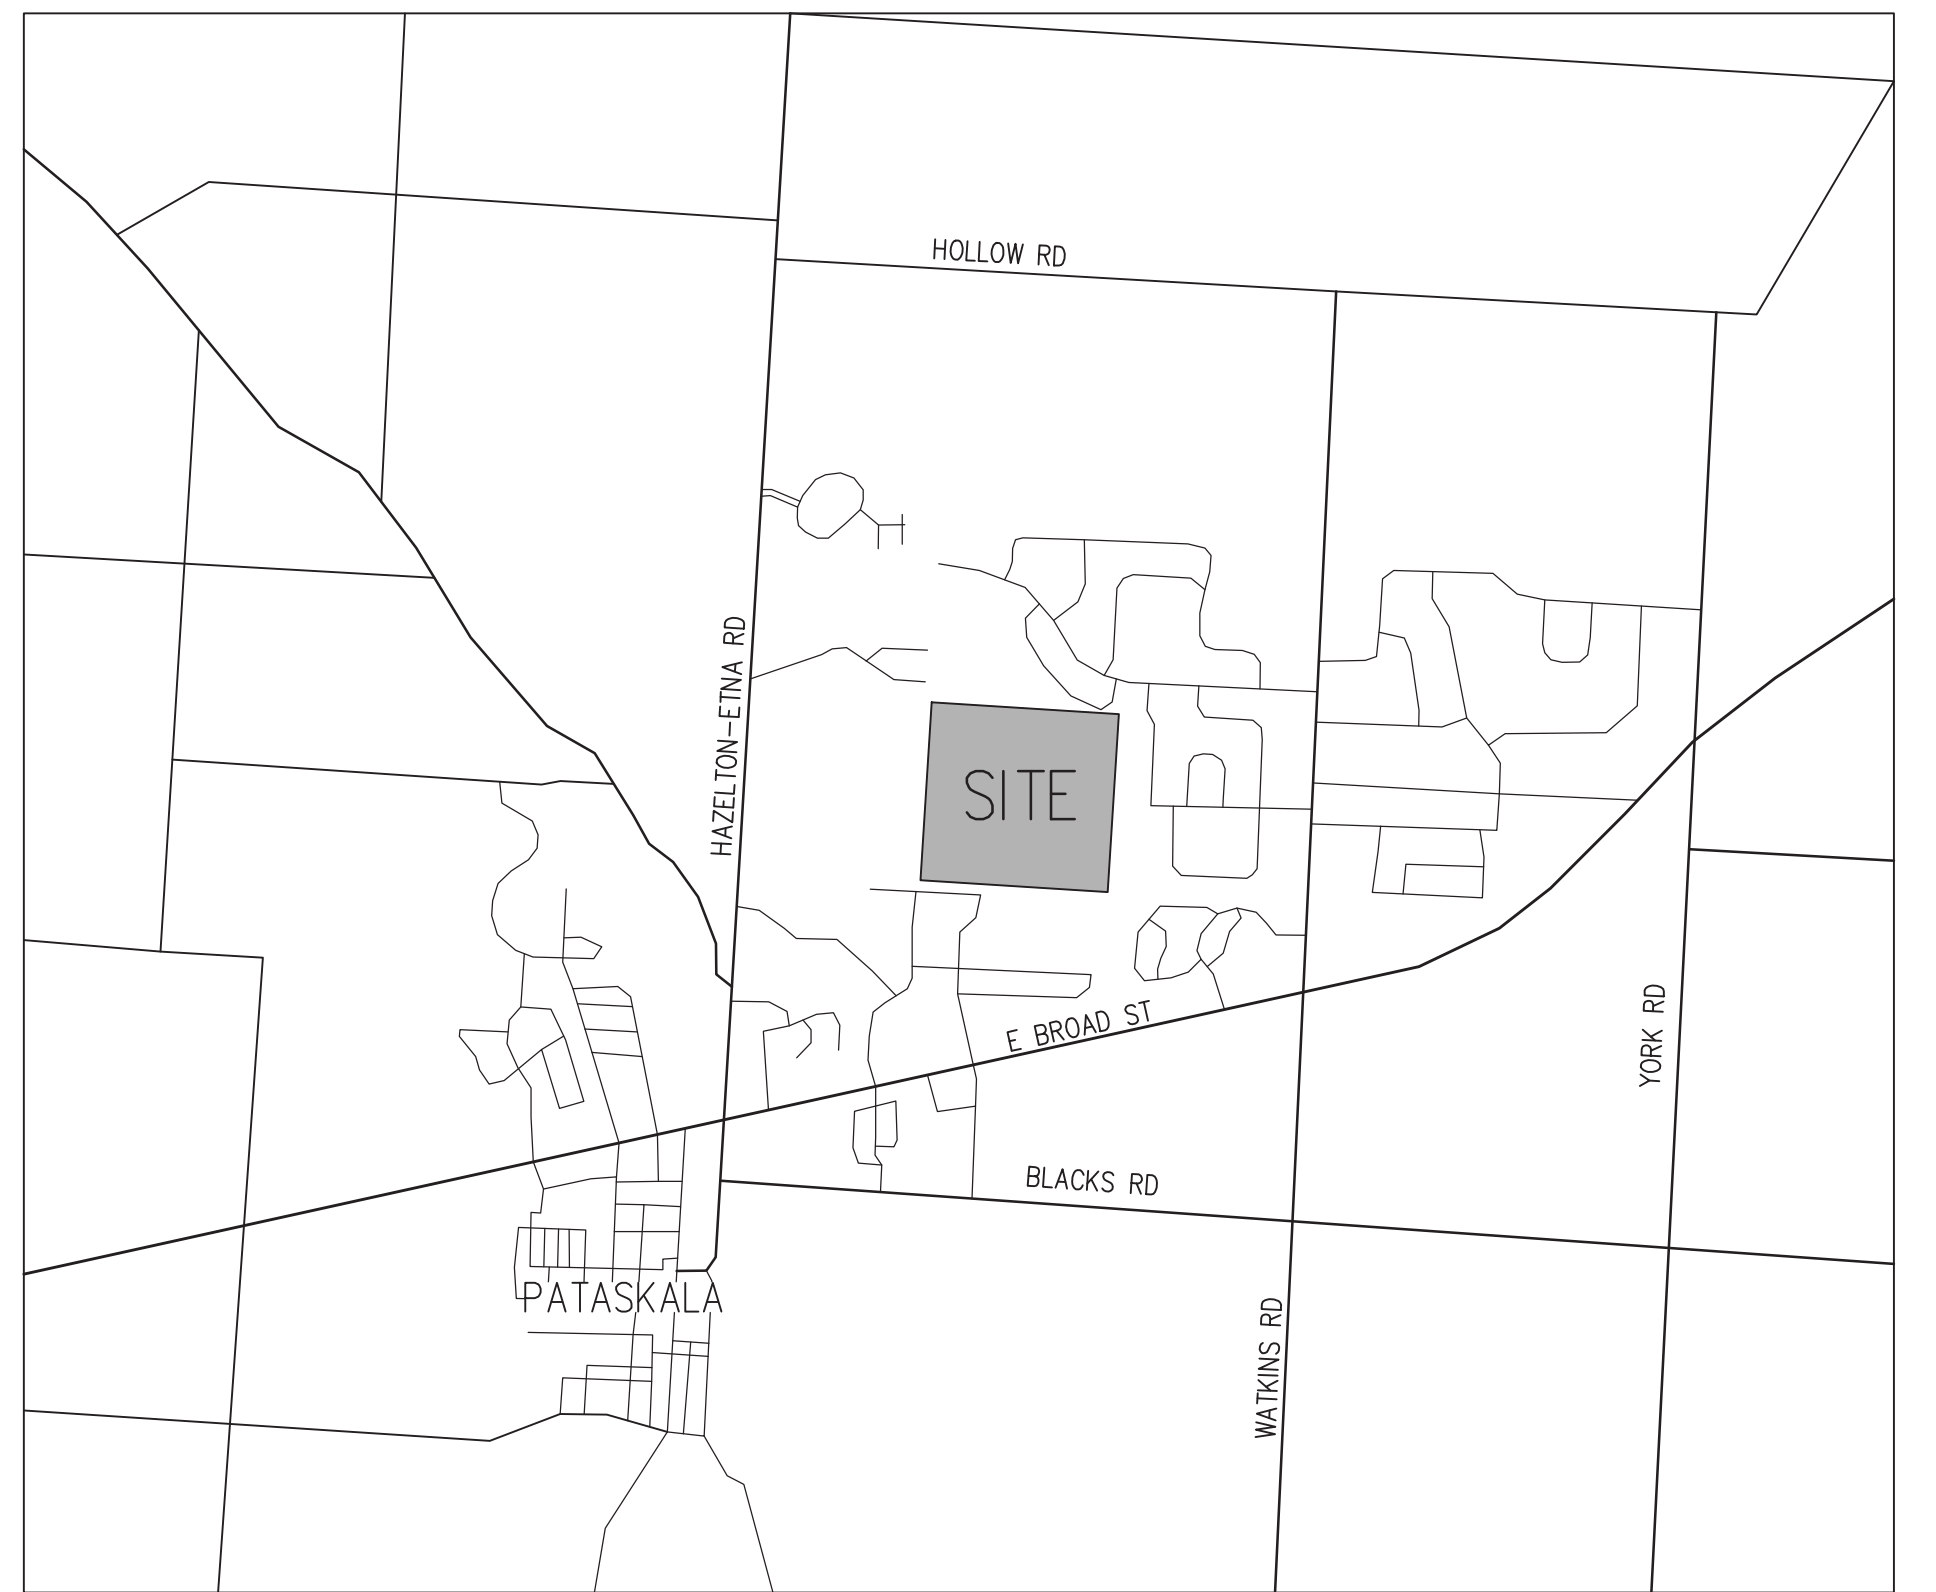 HOLLOW RD
HAZELTON-ETNA RD
SITE
E BROAD ST
YORK RD
BLACKS RD
PATASKALA
WATKINS RD